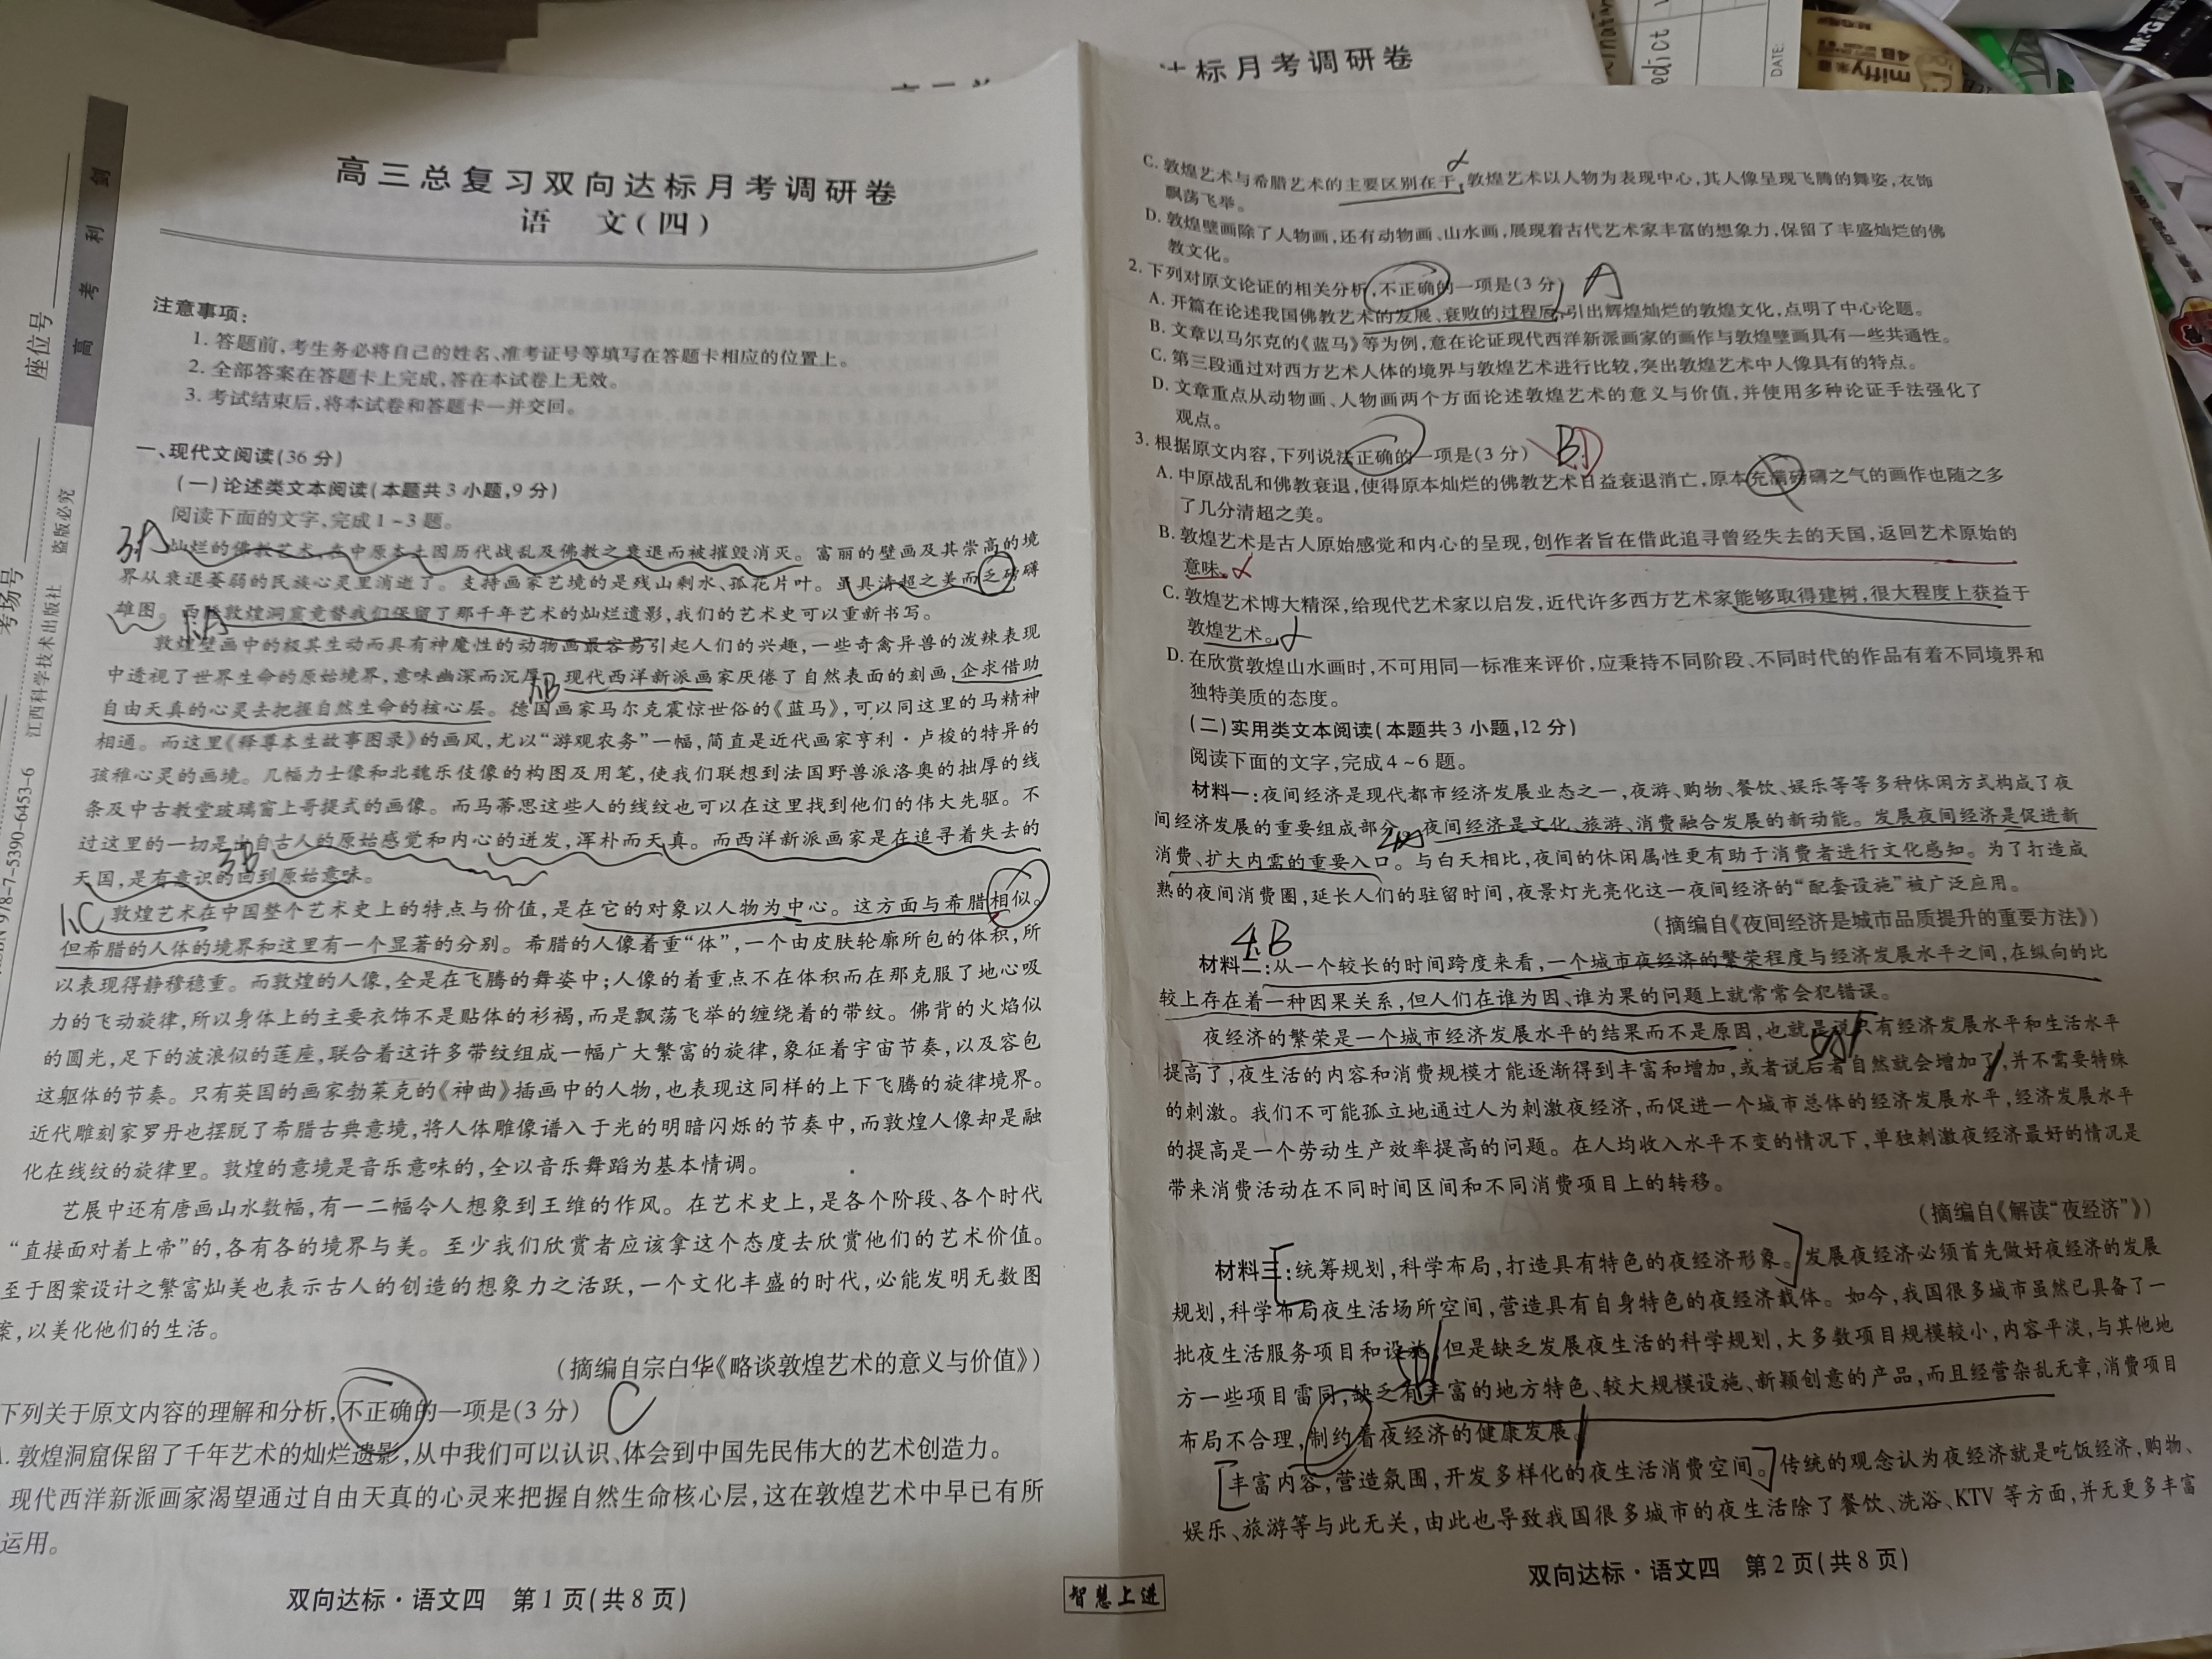 达标月考调研卷
edict
DATE:
miffy
4B
M&G
高考利剑
座位号
考场号
盗版必究
江西科学技术出版社
978-7-5390-6453-6
高三总复习双向达标月考调研卷
语 文(四)
注意事项:
1. 答题前,考生务必将自己的姓名、准考证号等填写在答题卡相应的位置上。
2. 全部答案在答题卡上完成,答在本试卷上无效。
3. 考试结束后,将本试卷和答题卡一并交回。
一、现代文阅读(36 分)
(一)论述类文本阅读(本题共 3 小题,9 分)
阅读下面的文字,完成 1~3 题。
3A
灿烂的佛教艺术,在中原本土因历代战乱及佛教之衰退而被摧毁消灭。富丽的壁画及其崇高的境
界从衰退萎弱的民族心灵里消逝了。支持画家艺境的是残山剩水、孤花片叶。虽具清超之美而乏磅礴
雄图。而敦煌洞窟竟替我们保留了那千年艺术的灿烂遗影,我们的艺术史可以重新书写。
1A
敦煌壁画中的极其生动而具有神魔性的动物画最容易引起人们的兴趣,一些奇禽异兽的泼辣表现
中透视了世界生命的原始境界,意味幽深而沉厚。现代西洋新派画家厌倦了自然表面的刻画,企求借助
1B
自由天真的心灵去把握自然生命的核心层。德国画家马尔克震惊世俗的《蓝马》,可以同这里的马精神
相通。而这里《释尊本生故事图录》的画风,尤以“游观农务”一幅,简直是近代画家亨利·卢梭的特异的
孩稚心灵的画境。几幅力士像和北魏乐伎像的构图及用笔,使我们联想到法国野兽派洛奥的拙厚的线
条及中古教堂玻璃窗上哥提式的画像。而马蒂思这些人的线纹也可以在这里找到他们的伟大先驱。不
过这里的一切是出自古人的原始感觉和内心的迸发,浑朴而天真。而西洋新派画家是在追寻着失去的
3B
天国,是有意识的回到原始意味。
1.C
敦煌艺术在中国整个艺术史上的特点与价值,是在它的对象以人物为中心。这方面与希腊相似。
但希腊的人体的境界和这里有一个显著的分别。希腊的人像着重“体”,一个由皮肤轮廓所包的体积,所
以表现得静穆稳重。而敦煌的人像,全是在飞腾的舞姿中;人像的着重点不在体积而在那克服了地心吸
力的飞动旋律,所以身体上的主要衣饰不是贴体的衫褐,而是飘荡飞举的缠绕着的带纹。佛背的火焰似
的圆光,足下的波浪似的莲座,联合着这许多带纹组成一幅广大繁富的旋律,象征着宇宙节奏,以及容包
这躯体的节奏。只有英国的画家勃莱克的《神曲》插画中的人物,也表现这同样的上下飞腾的旋律境界。
近代雕刻家罗丹也摆脱了希腊古典意境,将人体雕像谱入于光的明暗闪烁的节奏中,而敦煌人像却是融
化在线纹的旋律里。敦煌的意境是音乐意味的,全以音乐舞蹈为基本情调。
艺展中还有唐画山水数幅,有一二幅令人想象到王维的作风。在艺术史上,是各个阶段、各个时代
“直接面对着上帝”的,各有各的境界与美。至少我们欣赏者应该拿这个态度去欣赏他们的艺术价值。
至于图案设计之繁富灿美也表示古人的创造的想象力之活跃,一个文化丰盛的时代,必能发明无数图
案,以美化他们的生活。
(摘编自宗白华《略谈敦煌艺术的意义与价值》)
下列关于原文内容的理解和分析,不正确的一项是(3 分) C
敦煌洞窟保留了千年艺术的灿烂遗影,从中我们可以认识、体会到中国先民伟大的艺术创造力。
现代西洋新派画家渴望通过自由天真的心灵来把握自然生命核心层,这在敦煌艺术中早已有所
运用。
双向达标·语文四 第 1 页(共 8 页)
智慧上进
C. 敦煌艺术与希腊艺术的主要区别在于,敦煌艺术以人物为表现中心,其人像呈现飞腾的舞姿,衣饰
飘荡飞举。
D. 敦煌壁画除了人物画,还有动物画、山水画,展现着古代艺术家丰富的想象力,保留了丰盛灿烂的佛
教文化。
2. 下列对原文论证的相关分析,不正确的一项是(3 分) A
A. 开篇在论述我国佛教艺术的发展、衰败的过程后,引出辉煌灿烂的敦煌文化,点明了中心论题。
B. 文章以马尔克的《蓝马》等为例,意在论证现代西洋新派画家的画作与敦煌壁画具有一些共通性。
C. 第三段通过对西方艺术人体的境界与敦煌艺术进行比较,突出敦煌艺术中人像具有的特点。
D. 文章重点从动物画、人物画两个方面论述敦煌艺术的意义与价值,并使用多种论证手法强化了
观点。
3. 根据原文内容,下列说法正确的一项是(3 分) B D
A. 中原战乱和佛教衰退,使得原本灿烂的佛教艺术日益衰退消亡,原本充满磅礴之气的画作也随之多
了几分清超之美。
B. 敦煌艺术是古人原始感觉和内心的呈现,创作者旨在借此追寻曾经失去的天国,返回艺术原始的
意味。
C. 敦煌艺术博大精深,给现代艺术家以启发,近代许多西方艺术家能够取得建树,很大程度上获益于
敦煌艺术。
D. 在欣赏敦煌山水画时,不可用同一标准来评价,应秉持不同阶段、不同时代的作品有着不同境界和
独特美质的态度。
(二)实用类文本阅读(本题共 3 小题,12 分)
阅读下面的文字,完成 4~6 题。
材料一:夜间经济是现代都市经济发展业态之一,夜游、购物、餐饮、娱乐等等多种休闲方式构成了夜
间经济发展的重要组成部分。夜间经济是文化、旅游、消费融合发展的新动能。发展夜间经济是促进新
消费、扩大内需的重要入口。与白天相比,夜间的休闲属性更有助于消费者进行文化感知。为了打造成
熟的夜间消费圈,延长人们的驻留时间,夜景灯光亮化这一夜间经济的“配套设施”被广泛应用。
(摘编自《夜间经济是城市品质提升的重要方法》)
4.B
材料二:从一个较长的时间跨度来看,一个城市夜经济的繁荣程度与经济发展水平之间,在纵向的比
较上存在着一种因果关系,但人们在谁为因、谁为果的问题上就常常会犯错误。
夜经济的繁荣是一个城市经济发展水平的结果而不是原因,也就是说只有经济发展水平和生活水平
提高了,夜生活的内容和消费规模才能逐渐得到丰富和增加,或者说后者自然就会增加了,并不需要特殊
的刺激。我们不可能孤立地通过人为刺激夜经济,而促进一个城市总体的经济发展水平,经济发展水平
的提高是一个劳动生产效率提高的问题。在人均收入水平不变的情况下,单独刺激夜经济最好的情况是
带来消费活动在不同时间区间和不同消费项目上的转移。
(摘编自《解读“夜经济”》)
材料三:统筹规划,科学布局,打造具有特色的夜经济形象。发展夜经济必须首先做好夜经济的发展
规划,科学布局夜生活场所空间,营造具有自身特色的夜经济载体。如今,我国很多城市虽然已具备了一
批夜生活服务项目和设施,但是缺乏发展夜生活的科学规划,大多数项目规模较小,内容平淡,与其他地
方一些项目雷同,缺乏有丰富的地方特色、较大规模设施、新颖创意的产品,而且经营杂乱无章,消费项目
布局不合理,制约着夜经济的健康发展。
丰富内容,营造氛围,开发多样化的夜生活消费空间。传统的观念认为夜经济就是吃饭经济,购物、
娱乐、旅游等与此无关,由此也导致我国很多城市的夜生活除了餐饮、洗浴、KTV 等方面,并无更多丰富
双向达标·语文四 第 2 页(共 8 页)